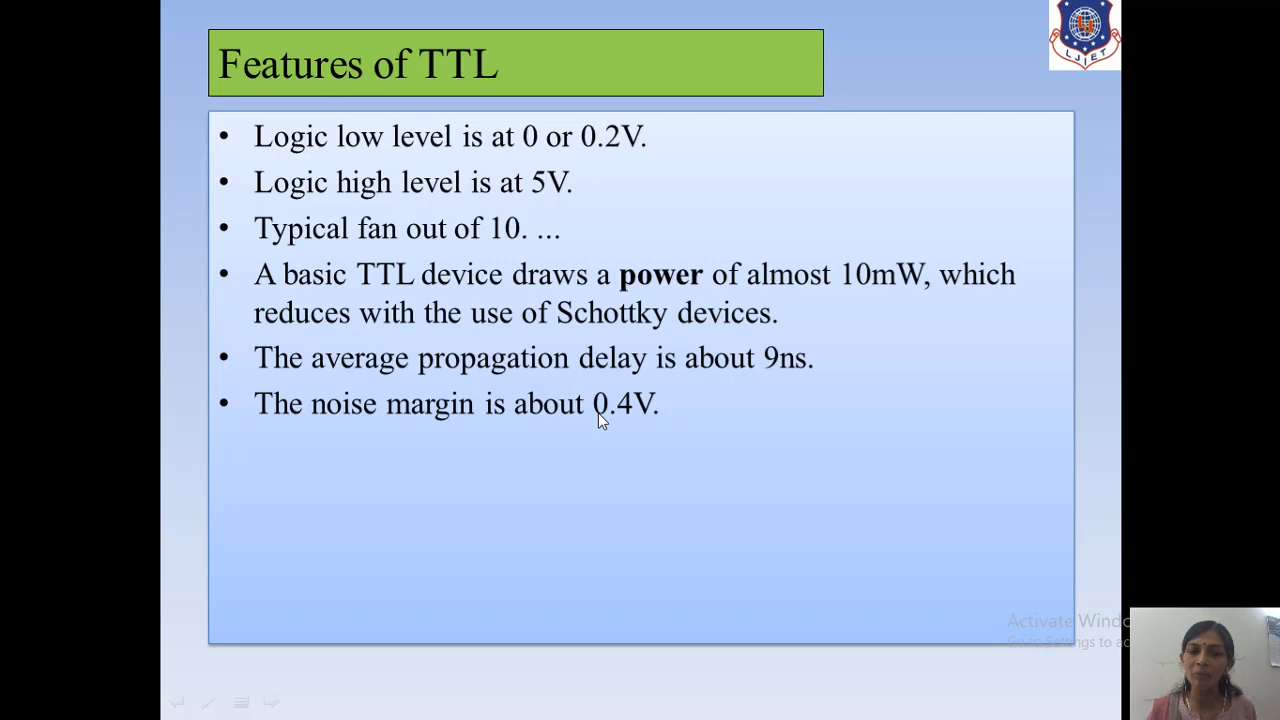 Features of TTL
LJIET
• Logic low level is at 0 or 0.2V.
• Logic high level is at 5V.
• Typical fan out of 10. ...
• A basic TTL device draws a power of almost 10mW, which
reduces with the use of Schottky devices.
• The average propagation delay is about 9ns.
• The noise margin is about 0.4V.
Activate Windo
Go to Settings to ac